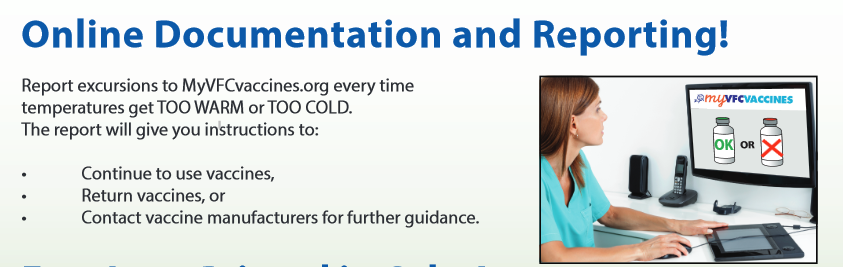 Online Documentation and Reporting!
Report excursions to MyVFCvaccines.org every time
temperatures get TOO WARM or TOO COLD.
The report will give you instructions to:
• Continue to use vaccines,
• Return vaccines, or
• Contact vaccine manufacturers for further guidance.
myVFCVACCINES
OK OR X